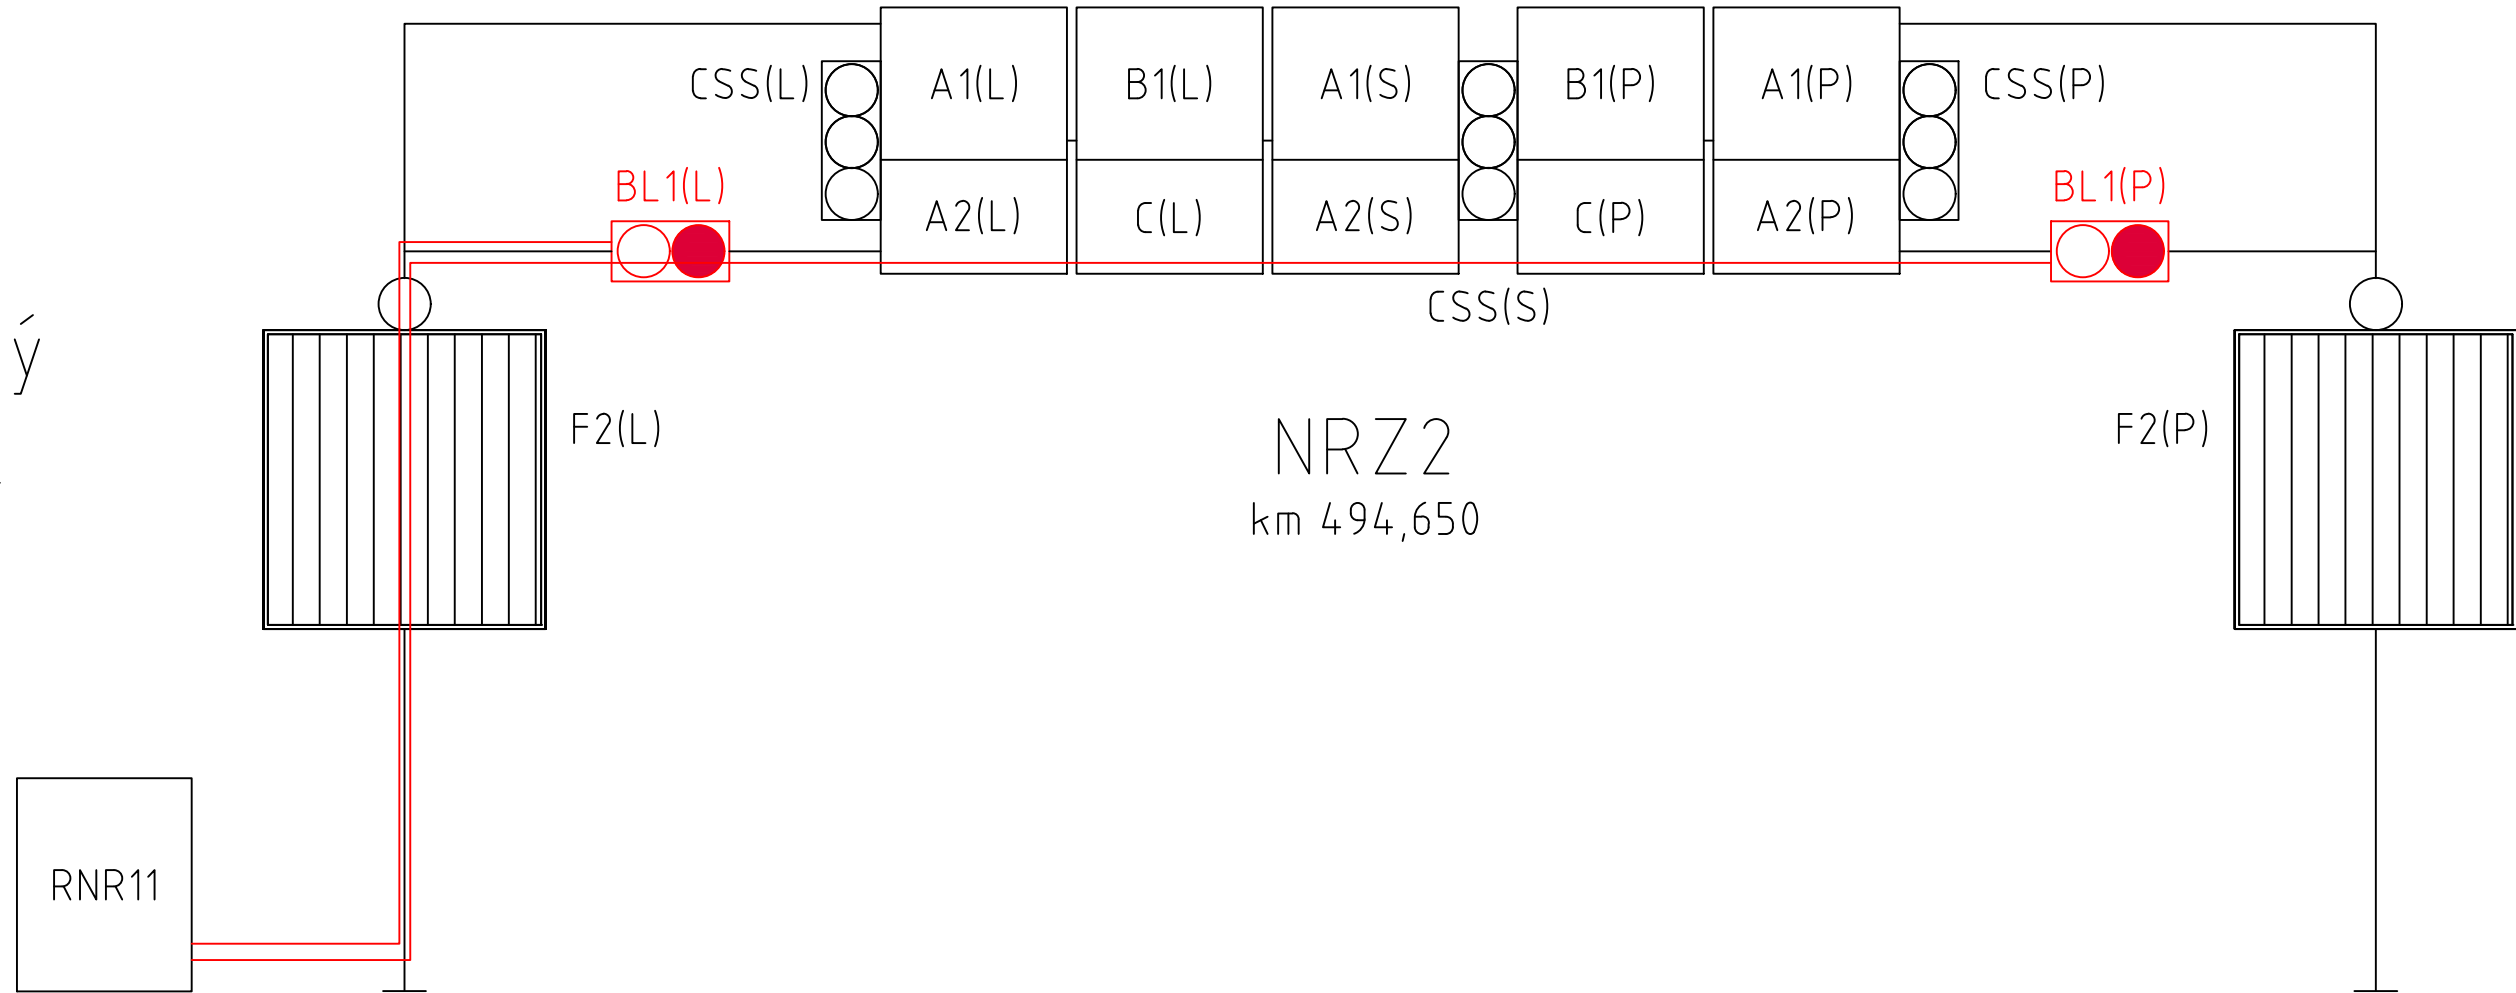 CSS(L) A1(L) B1(L) A1(S) B1(P) A1(P) CSS(P)
BL1(L) A2(L) C(L) A2(S) C(P) A2(P) BL1(P)
CSS(S)
ý
F2(L) F2(P)
NRZ2
km 494,650
RNR11